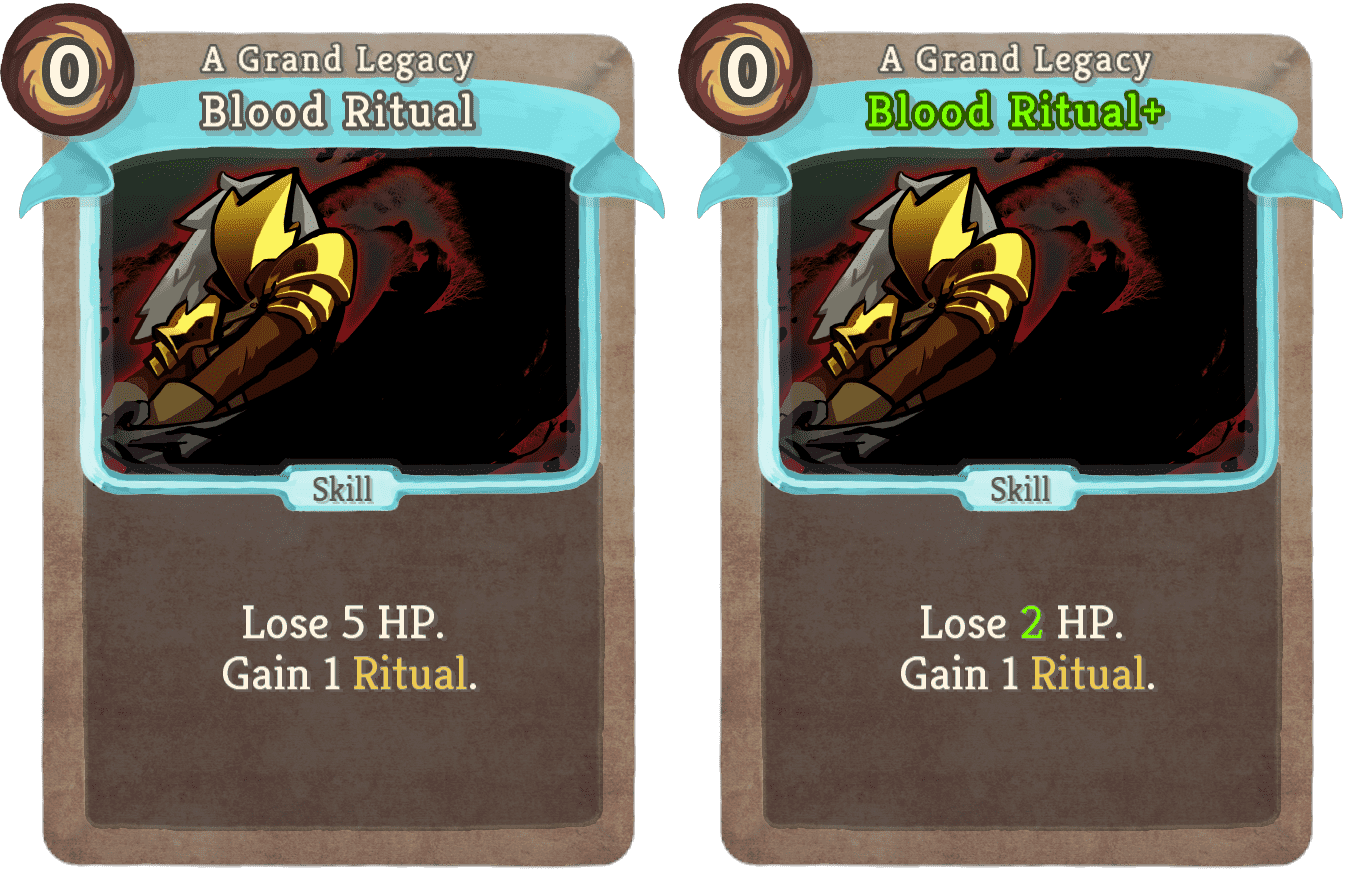 0
A Grand Legacy
Blood Ritual
Skill
Lose 5 HP.
Gain 1 Ritual.
0
A Grand Legacy
Blood Ritual+
Skill
Lose 2 HP.
Gain 1 Ritual.